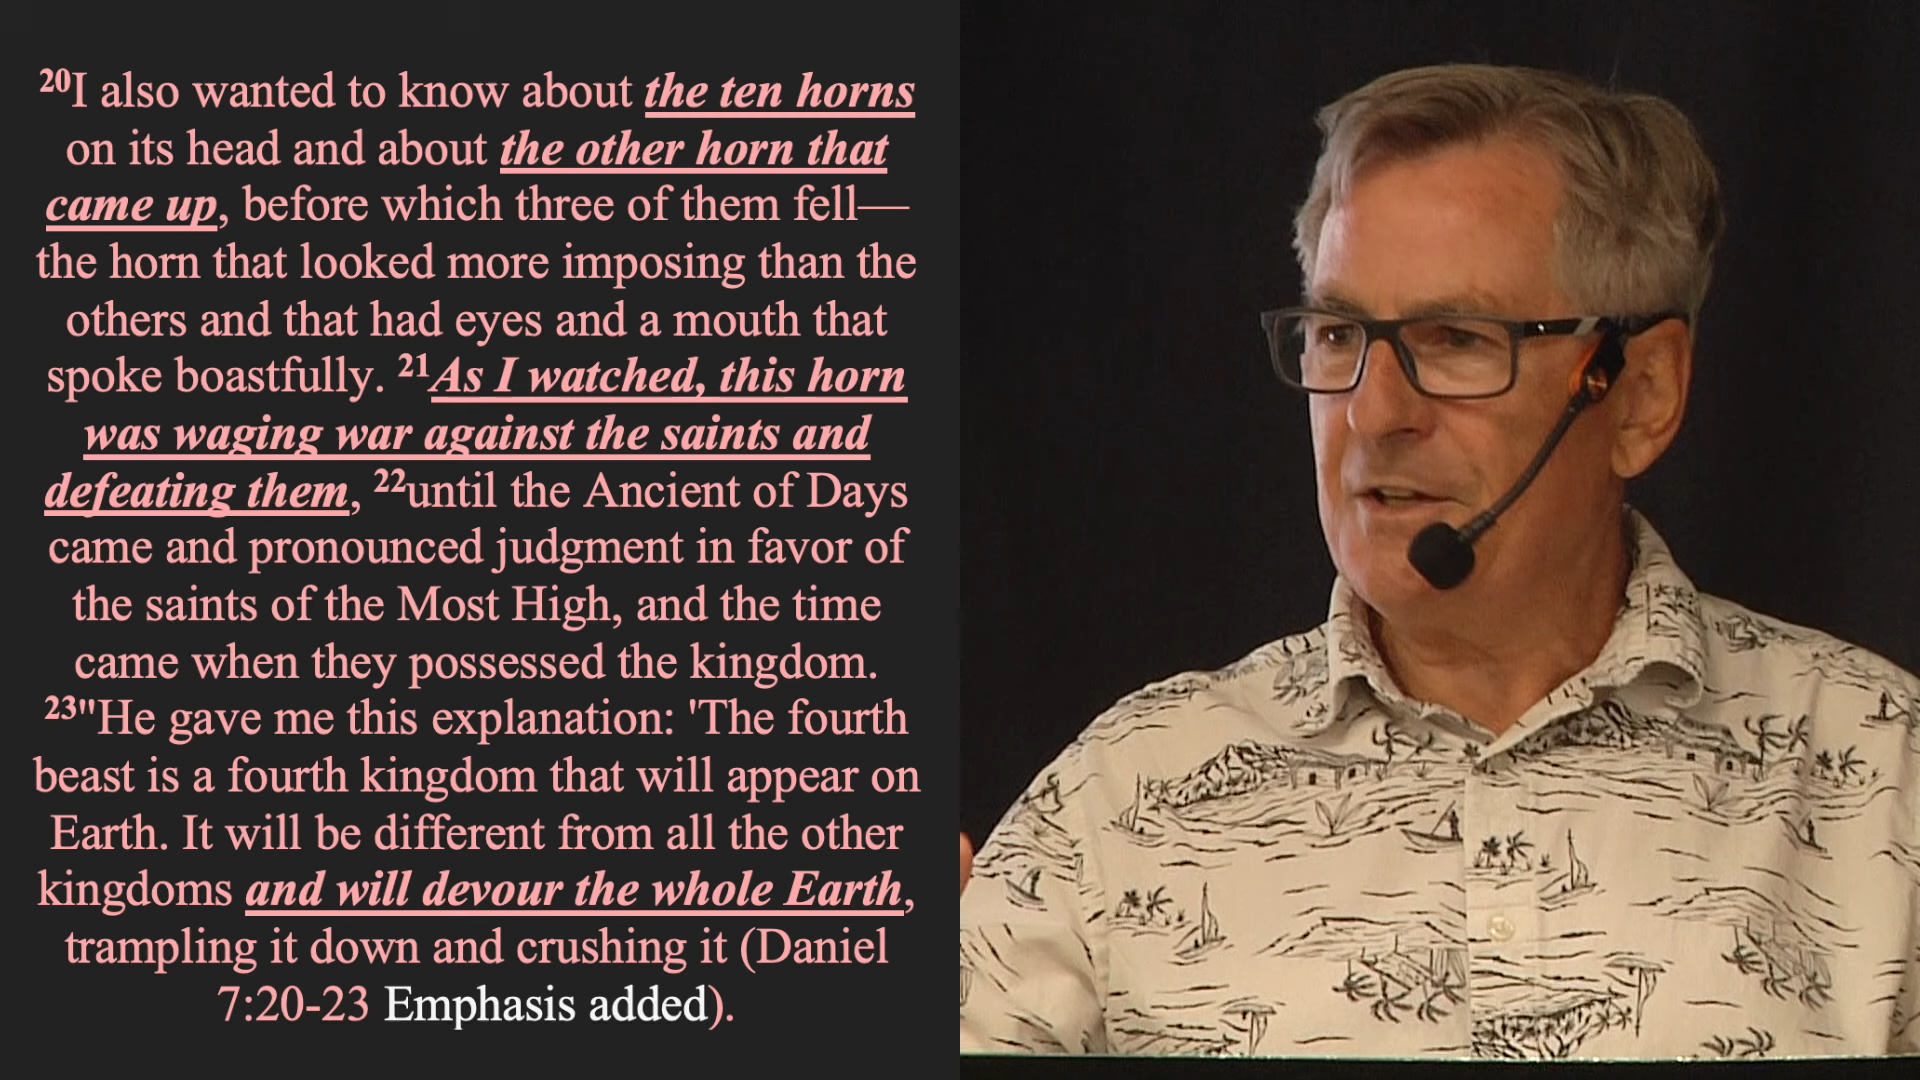 20I also wanted to know about the ten horns
on its head and about the other horn that
came up, before which three of them fell—
the horn that looked more imposing than the
others and that had eyes and a mouth that
spoke boastfully. 21As I watched, this horn
was waging war against the saints and
defeating them, 22until the Ancient of Days
came and pronounced judgment in favor of
the saints of the Most High, and the time
came when they possessed the kingdom.
23"He gave me this explanation: 'The fourth
beast is a fourth kingdom that will appear on
Earth. It will be different from all the other
kingdoms and will devour the whole Earth,
trampling it down and crushing it (Daniel
7:20-23 Emphasis added).